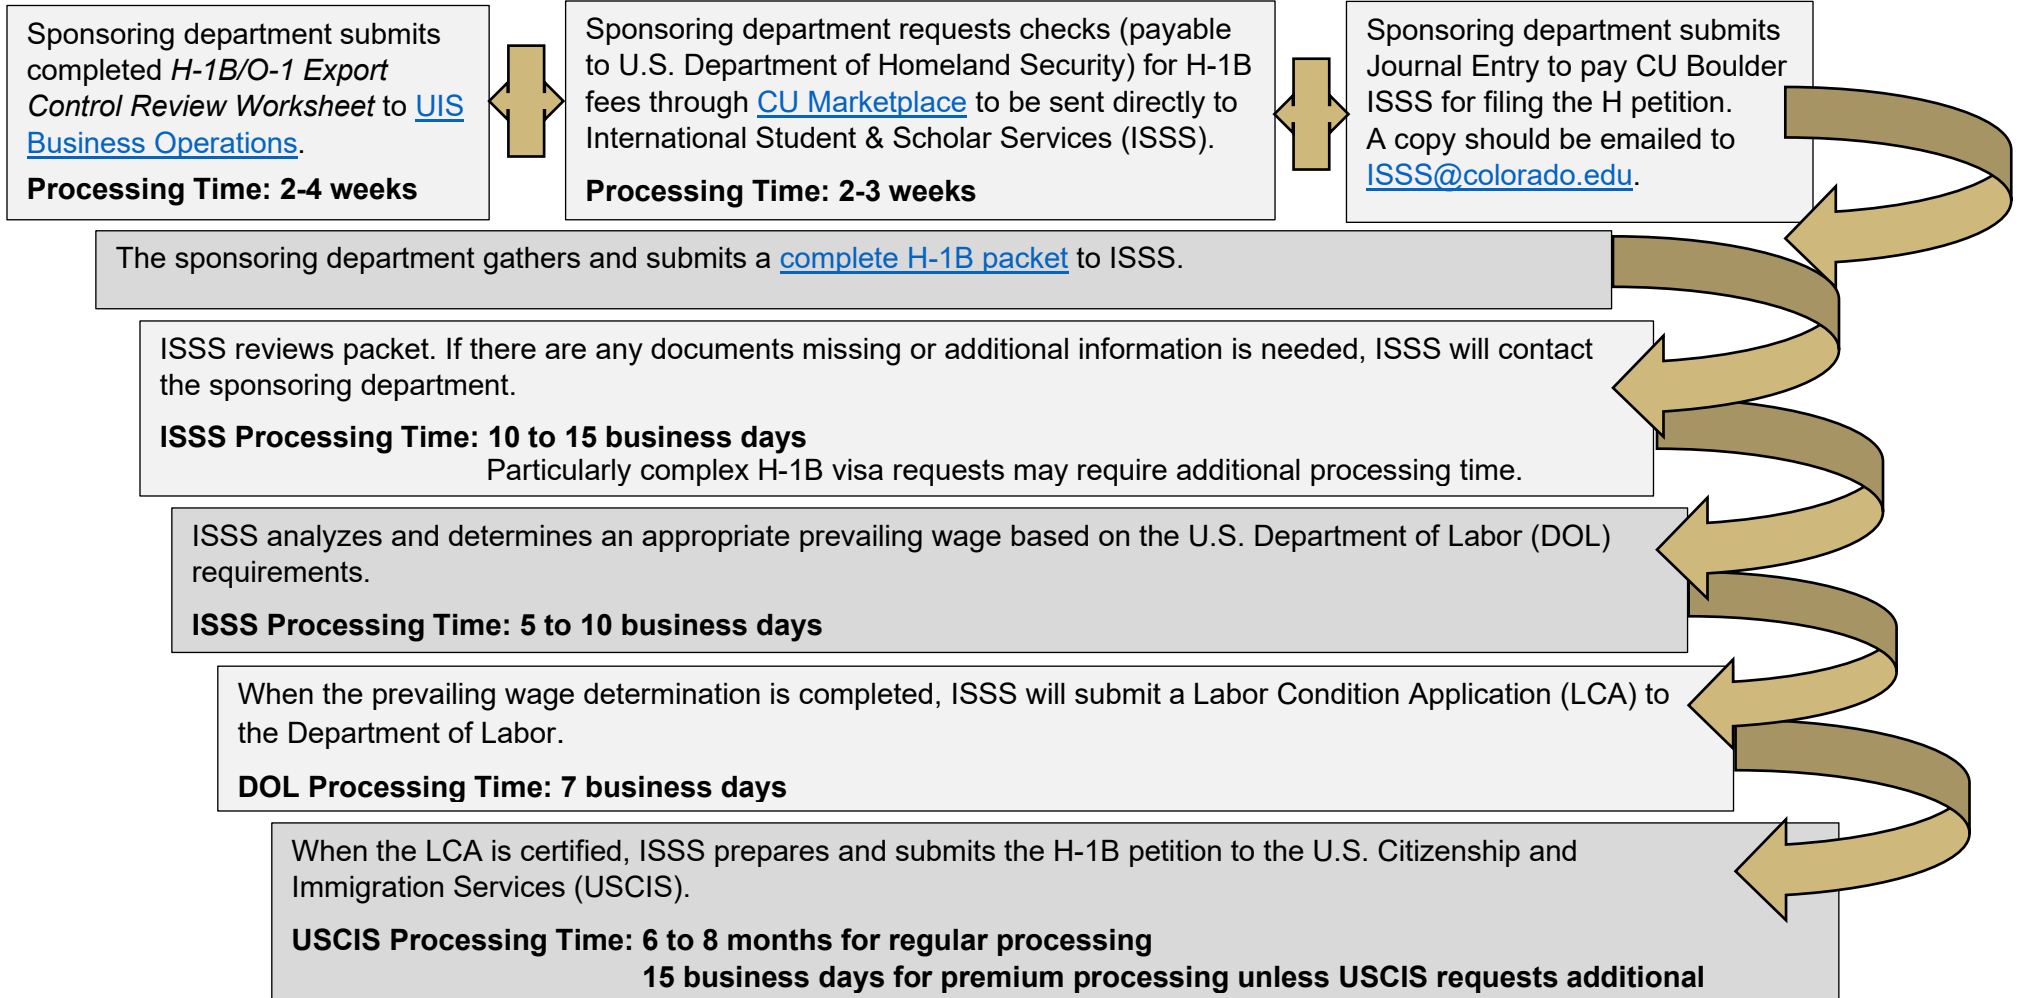 Sponsoring department submits
completed H-1B/O-1 Export
Control Review Worksheet to UIS
Business Operations.
Processing Time: 2-4 weeks
Sponsoring department requests checks (payable
to U.S. Department of Homeland Security) for H-1B
fees through CU Marketplace to be sent directly to
International Student & Scholar Services (ISSS).
Processing Time: 2-3 weeks
Sponsoring department submits
Journal Entry to pay CU Boulder
ISSS for filing the H petition.
A copy should be emailed to
ISSS@colorado.edu.
The sponsoring department gathers and submits a complete H-1B packet to ISSS.
ISSS reviews packet. If there are any documents missing or additional information is needed, ISSS will contact
the sponsoring department.
ISSS Processing Time: 10 to 15 business days
Particularly complex H-1B visa requests may require additional processing time.
ISSS analyzes and determines an appropriate prevailing wage based on the U.S. Department of Labor (DOL)
requirements.
ISSS Processing Time: 5 to 10 business days
When the prevailing wage determination is completed, ISSS will submit a Labor Condition Application (LCA) to
the Department of Labor.
DOL Processing Time: 7 business days
When the LCA is certified, ISSS prepares and submits the H-1B petition to the U.S. Citizenship and
Immigration Services (USCIS).
USCIS Processing Time: 6 to 8 months for regular processing
15 business days for premium processing unless USCIS requests additional